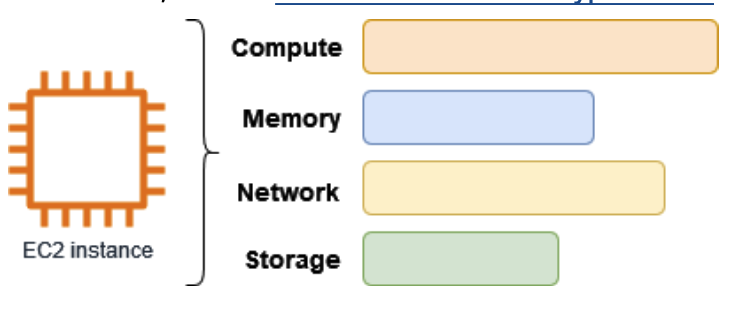 Compute
Memory
Network
Storage
EC2 instance